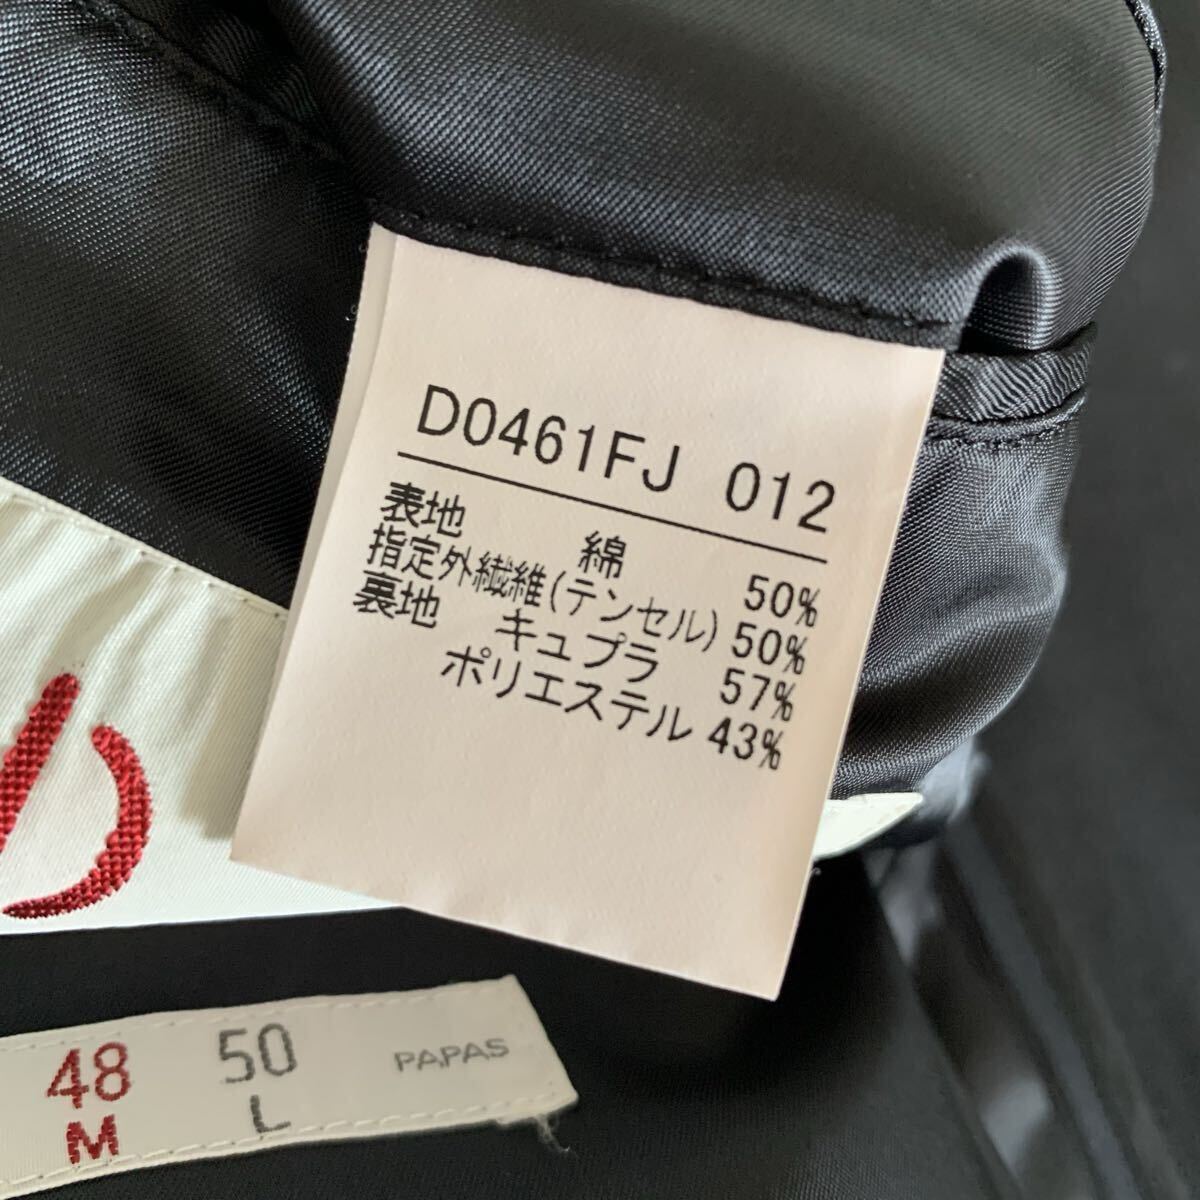 D0461FJ 012
表地 綿 50%
指定外繊維(テンセル) 50%
裏地 キュプラ 57%
ポリエステル 43%
48 50 PAPAS
M L